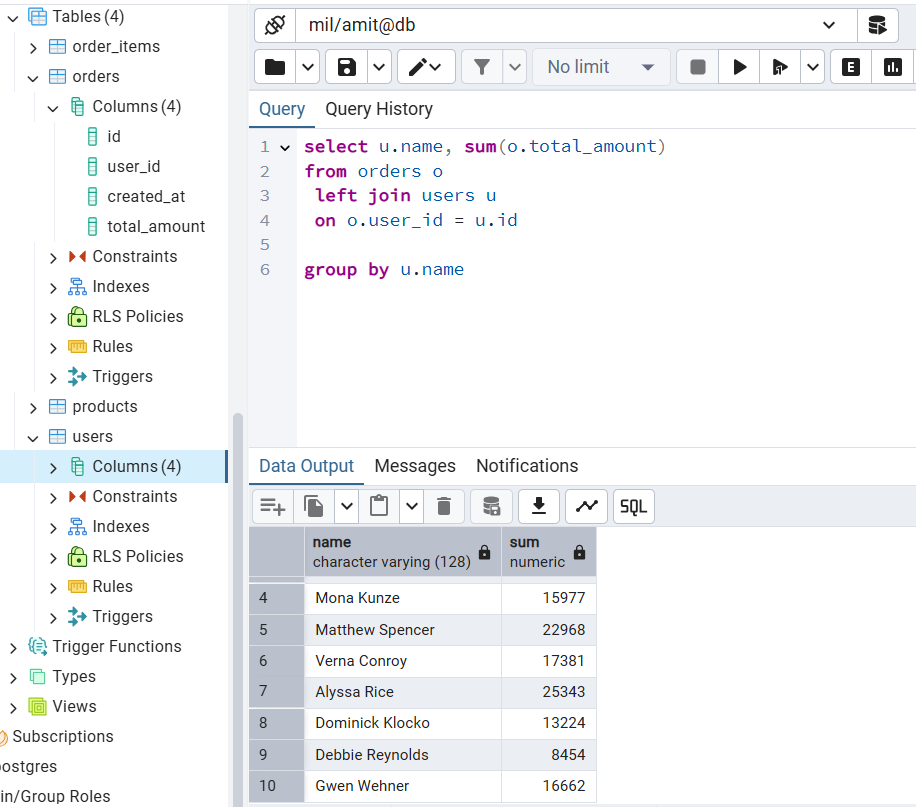 Tables (4)
order_items
orders
Columns (4)
id
user_id
created_at
total_amount
Constraints
Indexes
RLS Policies
Rules
Triggers
products
users
Columns (4)
Constraints
Indexes
RLS Policies
Rules
Triggers
Trigger Functions
Types
Views
Subscriptions
ostgres
in/Group Roles
mil/amit@db
No limit
E
Query Query History
1 select u.name, sum(o.total_amount)
2 from orders o
3 left join users u
4 on o.user_id = u.id
5
6 group by u.name
Data Output Messages Notifications
SQL
name sum
character varying (128) numeric
4 Mona Kunze 15977
5 Matthew Spencer 22968
6 Verna Conroy 17381
7 Alyssa Rice 25343
8 Dominick Klocko 13224
9 Debbie Reynolds 8454
10 Gwen Wehner 16662